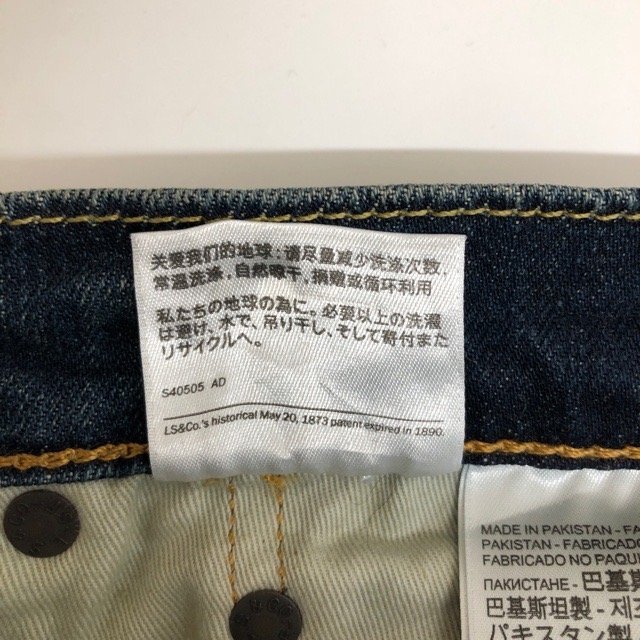 关爱我们的地球:请尽量减少洗涤次数,
常温洗涤,自然晾干,捐赠或循环利用
私たちの地球の為に。必要以上の洗濯
は避け、水で、吊り干し、そして寄付また
リサイクルへ。
S40505 AD
LS&Co.'s historical May 20, 1873 patent expired in 1890.
MADE IN PAKISTAN - FA
PAKISTAN - FABRICAD
FABRICADO NO PAQUE
ПАКИСТАНЕ - 巴基
巴基斯坦製 - 제조
パキスタン製